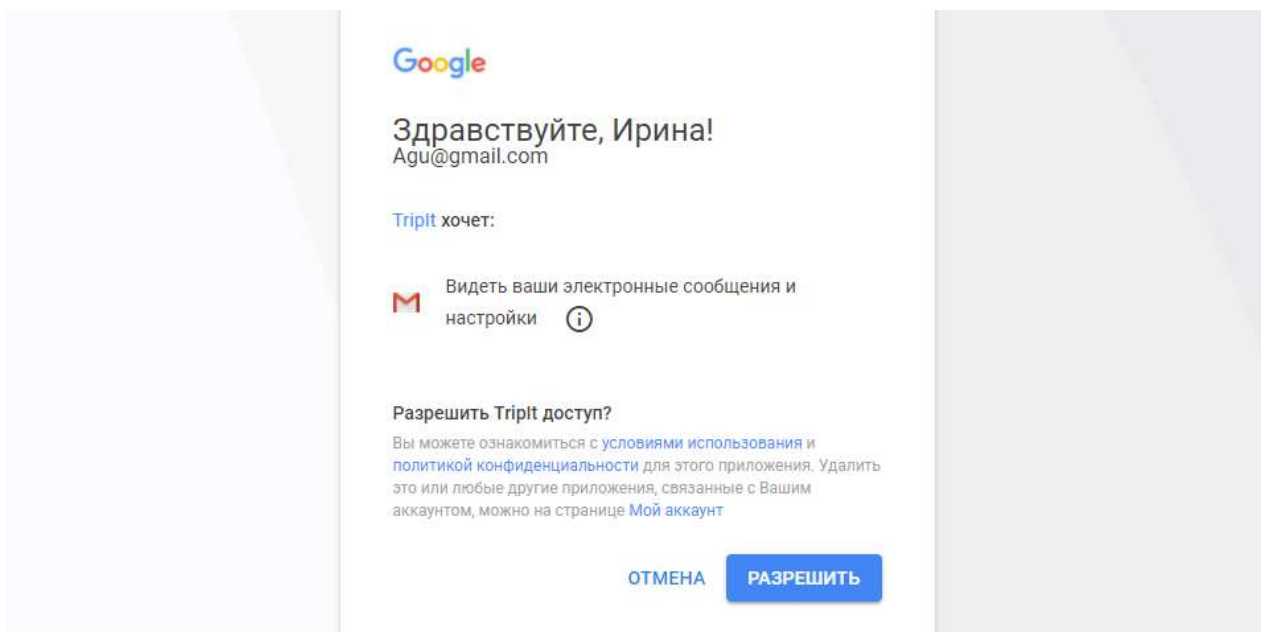 Google
Здравствуйте, Ирина!
Agu@gmail.com
TripIt хочет:
Видеть ваши электронные сообщения и
настройки
Разрешить TripIt доступ?
Вы можете ознакомиться с условиями использования и
политикой конфиденциальности для этого приложения. Удалить
это или любые другие приложения, связанные с Вашим
аккаунтом, можно на странице Мой аккаунт
ОТМЕНА РАЗРЕШИТЬ